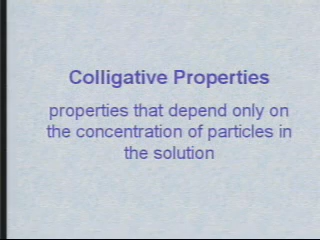 Colligative Properties
properties that depend only on
the concentration of particles in
the solution